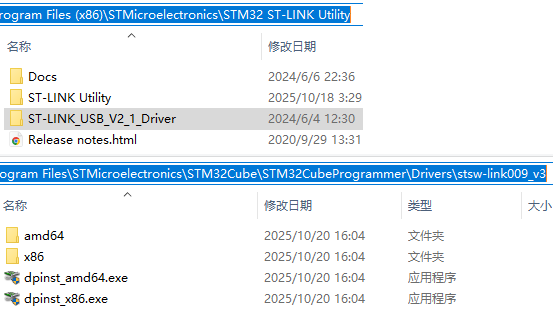 rogram Files (x86)\STMicroelectronics\STM32 ST-LINK Utility
名称 修改日期
Docs 2024/6/6 22:36
ST-LINK Utility 2025/10/18 3:29
ST-LINK_USB_V2_1_Driver 2024/6/4 12:30
Release notes.html 2020/9/29 13:31
ogram Files\STMicroelectronics\STM32Cube\STM32CubeProgrammer\Drivers\stsw-link009_v3
名称 修改日期 类型 大小
amd64 2025/10/20 16:04 文件夹
x86 2025/10/20 16:04 文件夹
dpinst_amd64.exe 2025/10/20 16:04 应用程序
dpinst_x86.exe 2025/10/20 16:04 应用程序